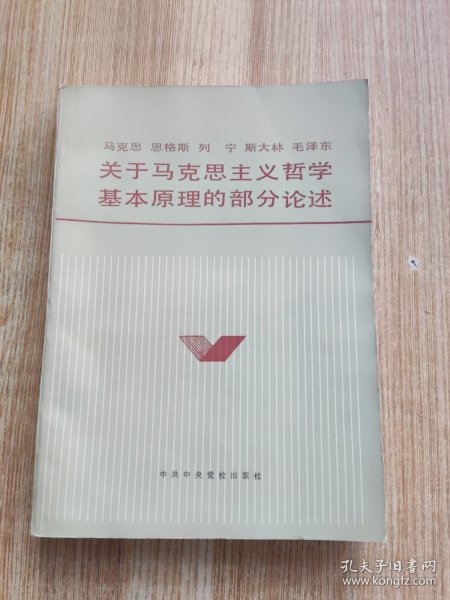 马克思 恩格斯 列 宁 斯大林 毛泽东
关于马克思主义哲学
基本原理的部分论述
中共中央党校出版社
孔夫子旧书网
www.kongfz.com